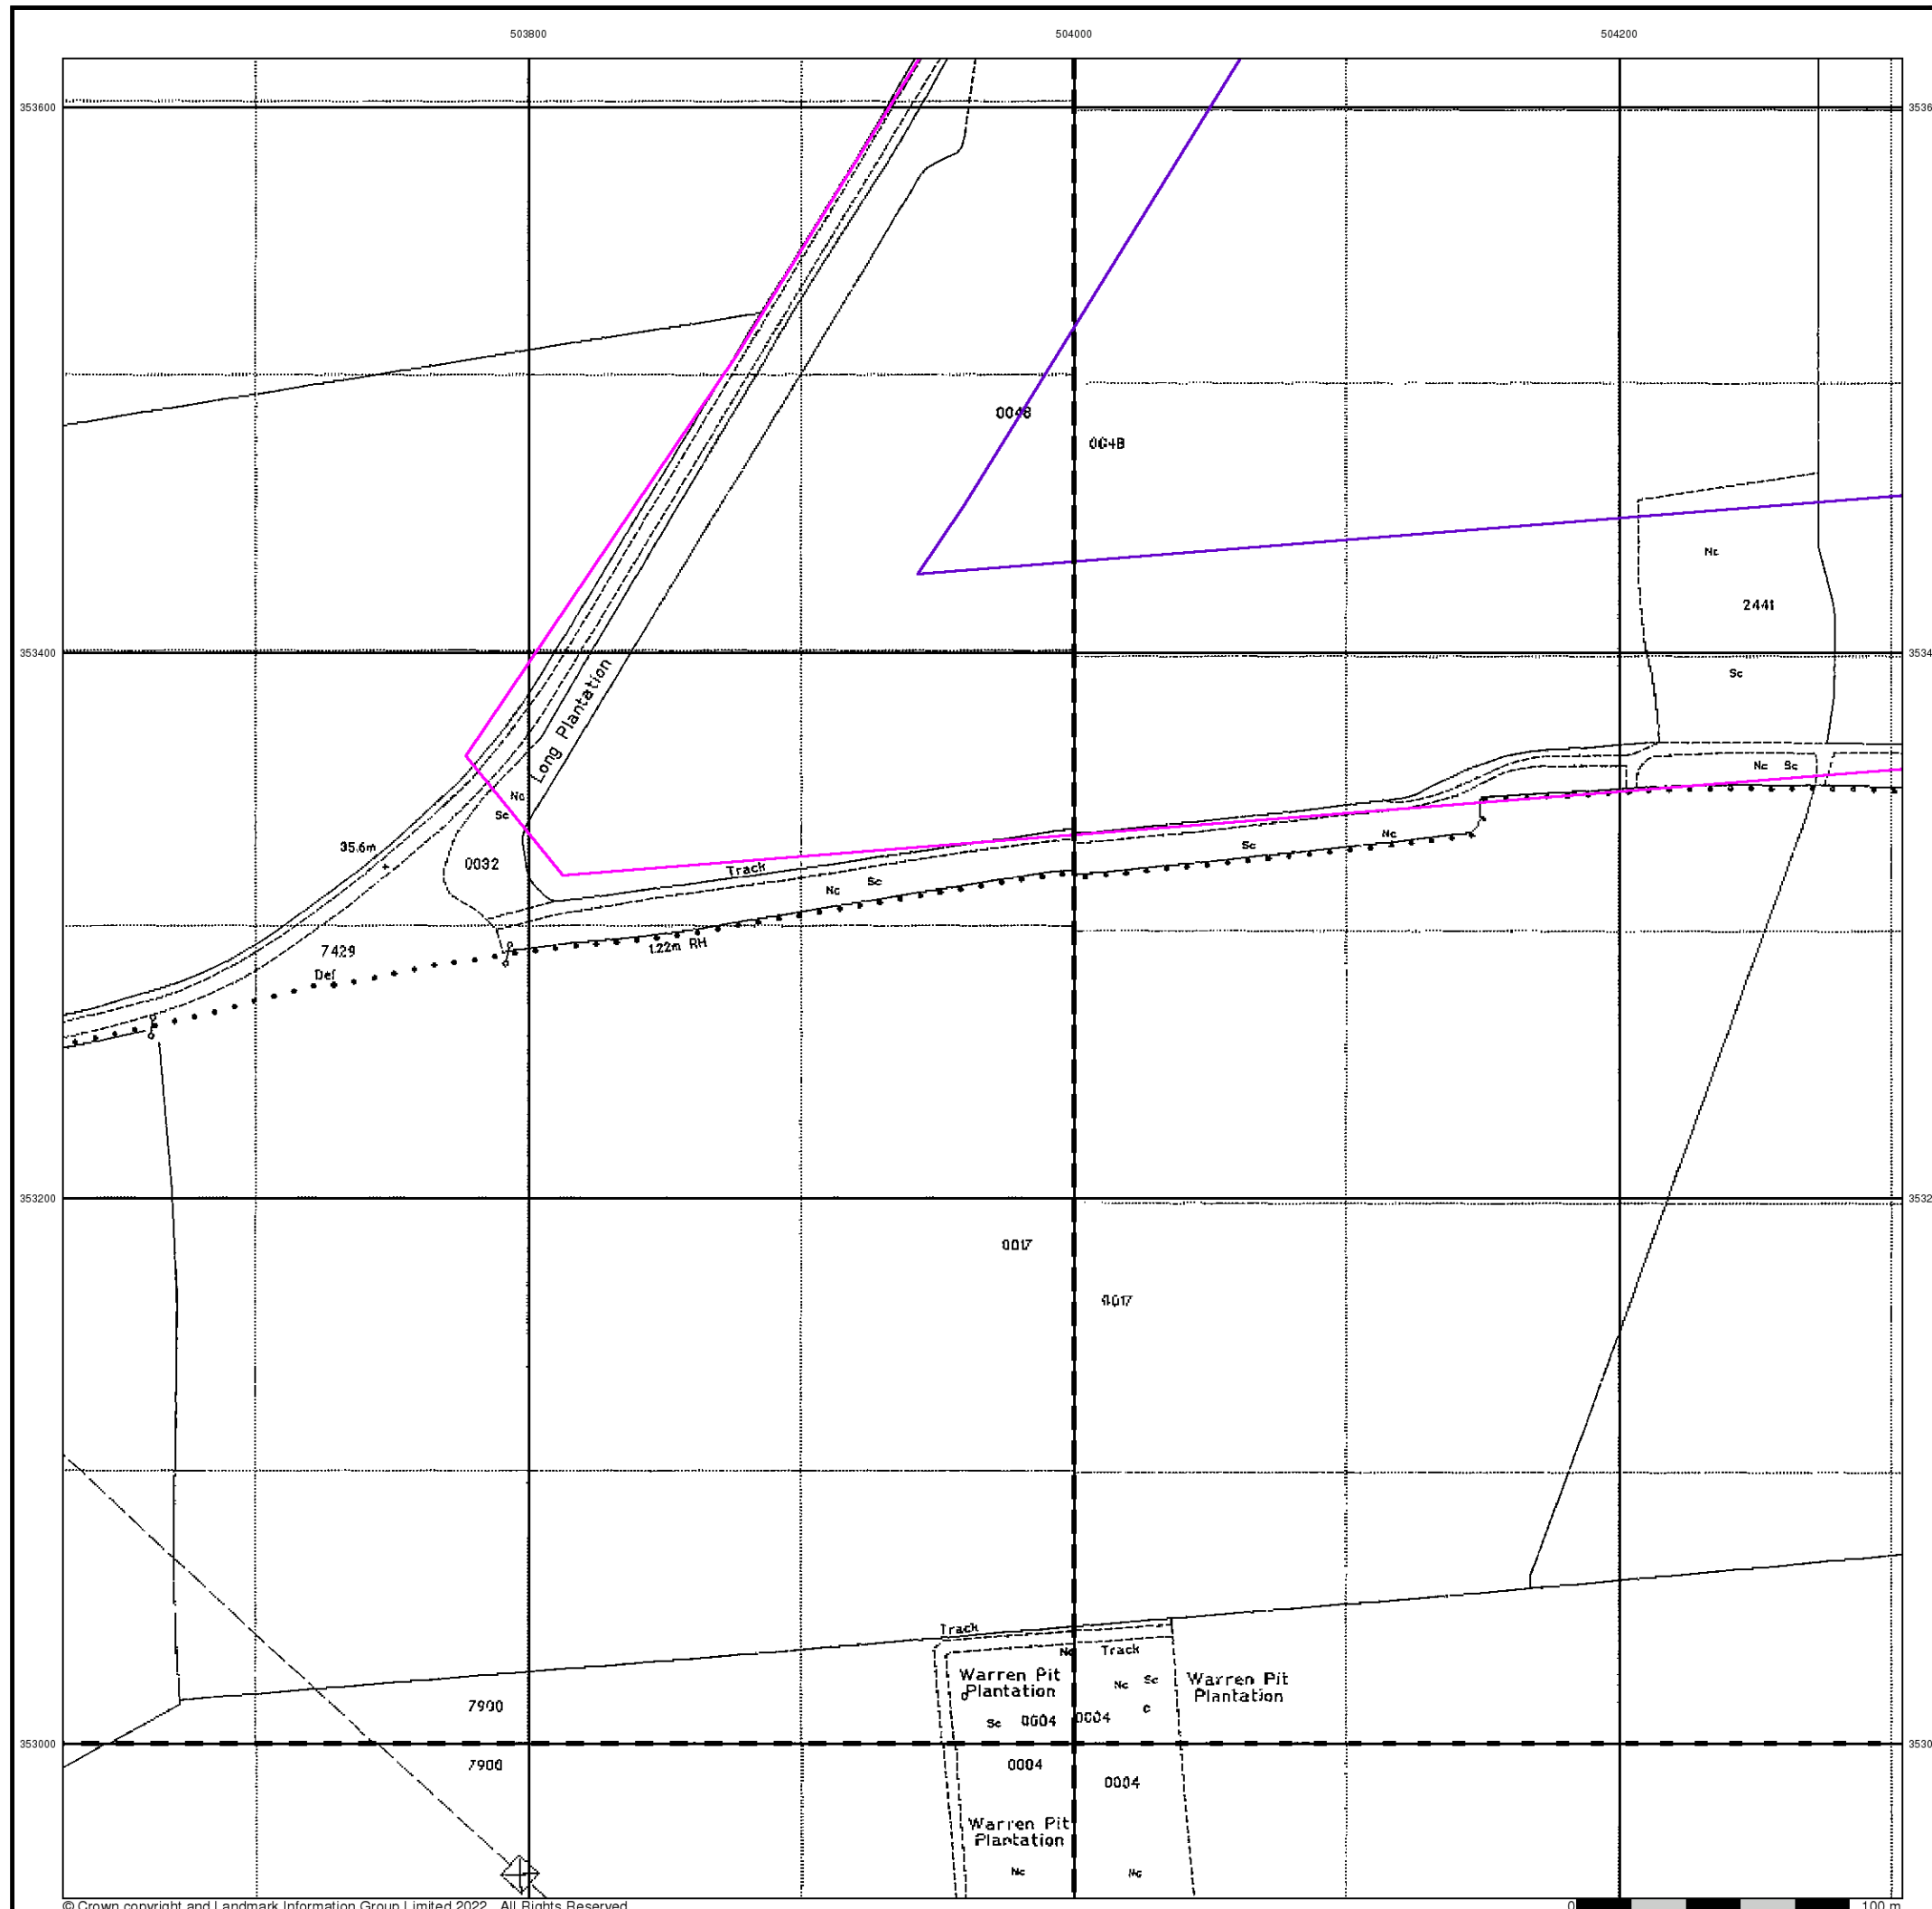 503800
504000
504200
353600
0048
Nc
2441
353400
Sc
Long Plantation
Nc
Sc
Nc Sc
35.6m
0032
Track
Nc
Sc
Nc
Sc
7429
Def
1.22m RH
353200
0017
0017
Track
Nc
Track
Warren Pit
Plantation
Nc
Sc
Warren Pit
Plantation
7900
Sc
0004
0004
353000
7900
0004
0004
Warren Pit
Plantation
Nc
Nc
© Crown copyright and Landmark Information Group Limited 2022. All Rights Reserved.
0
100 m